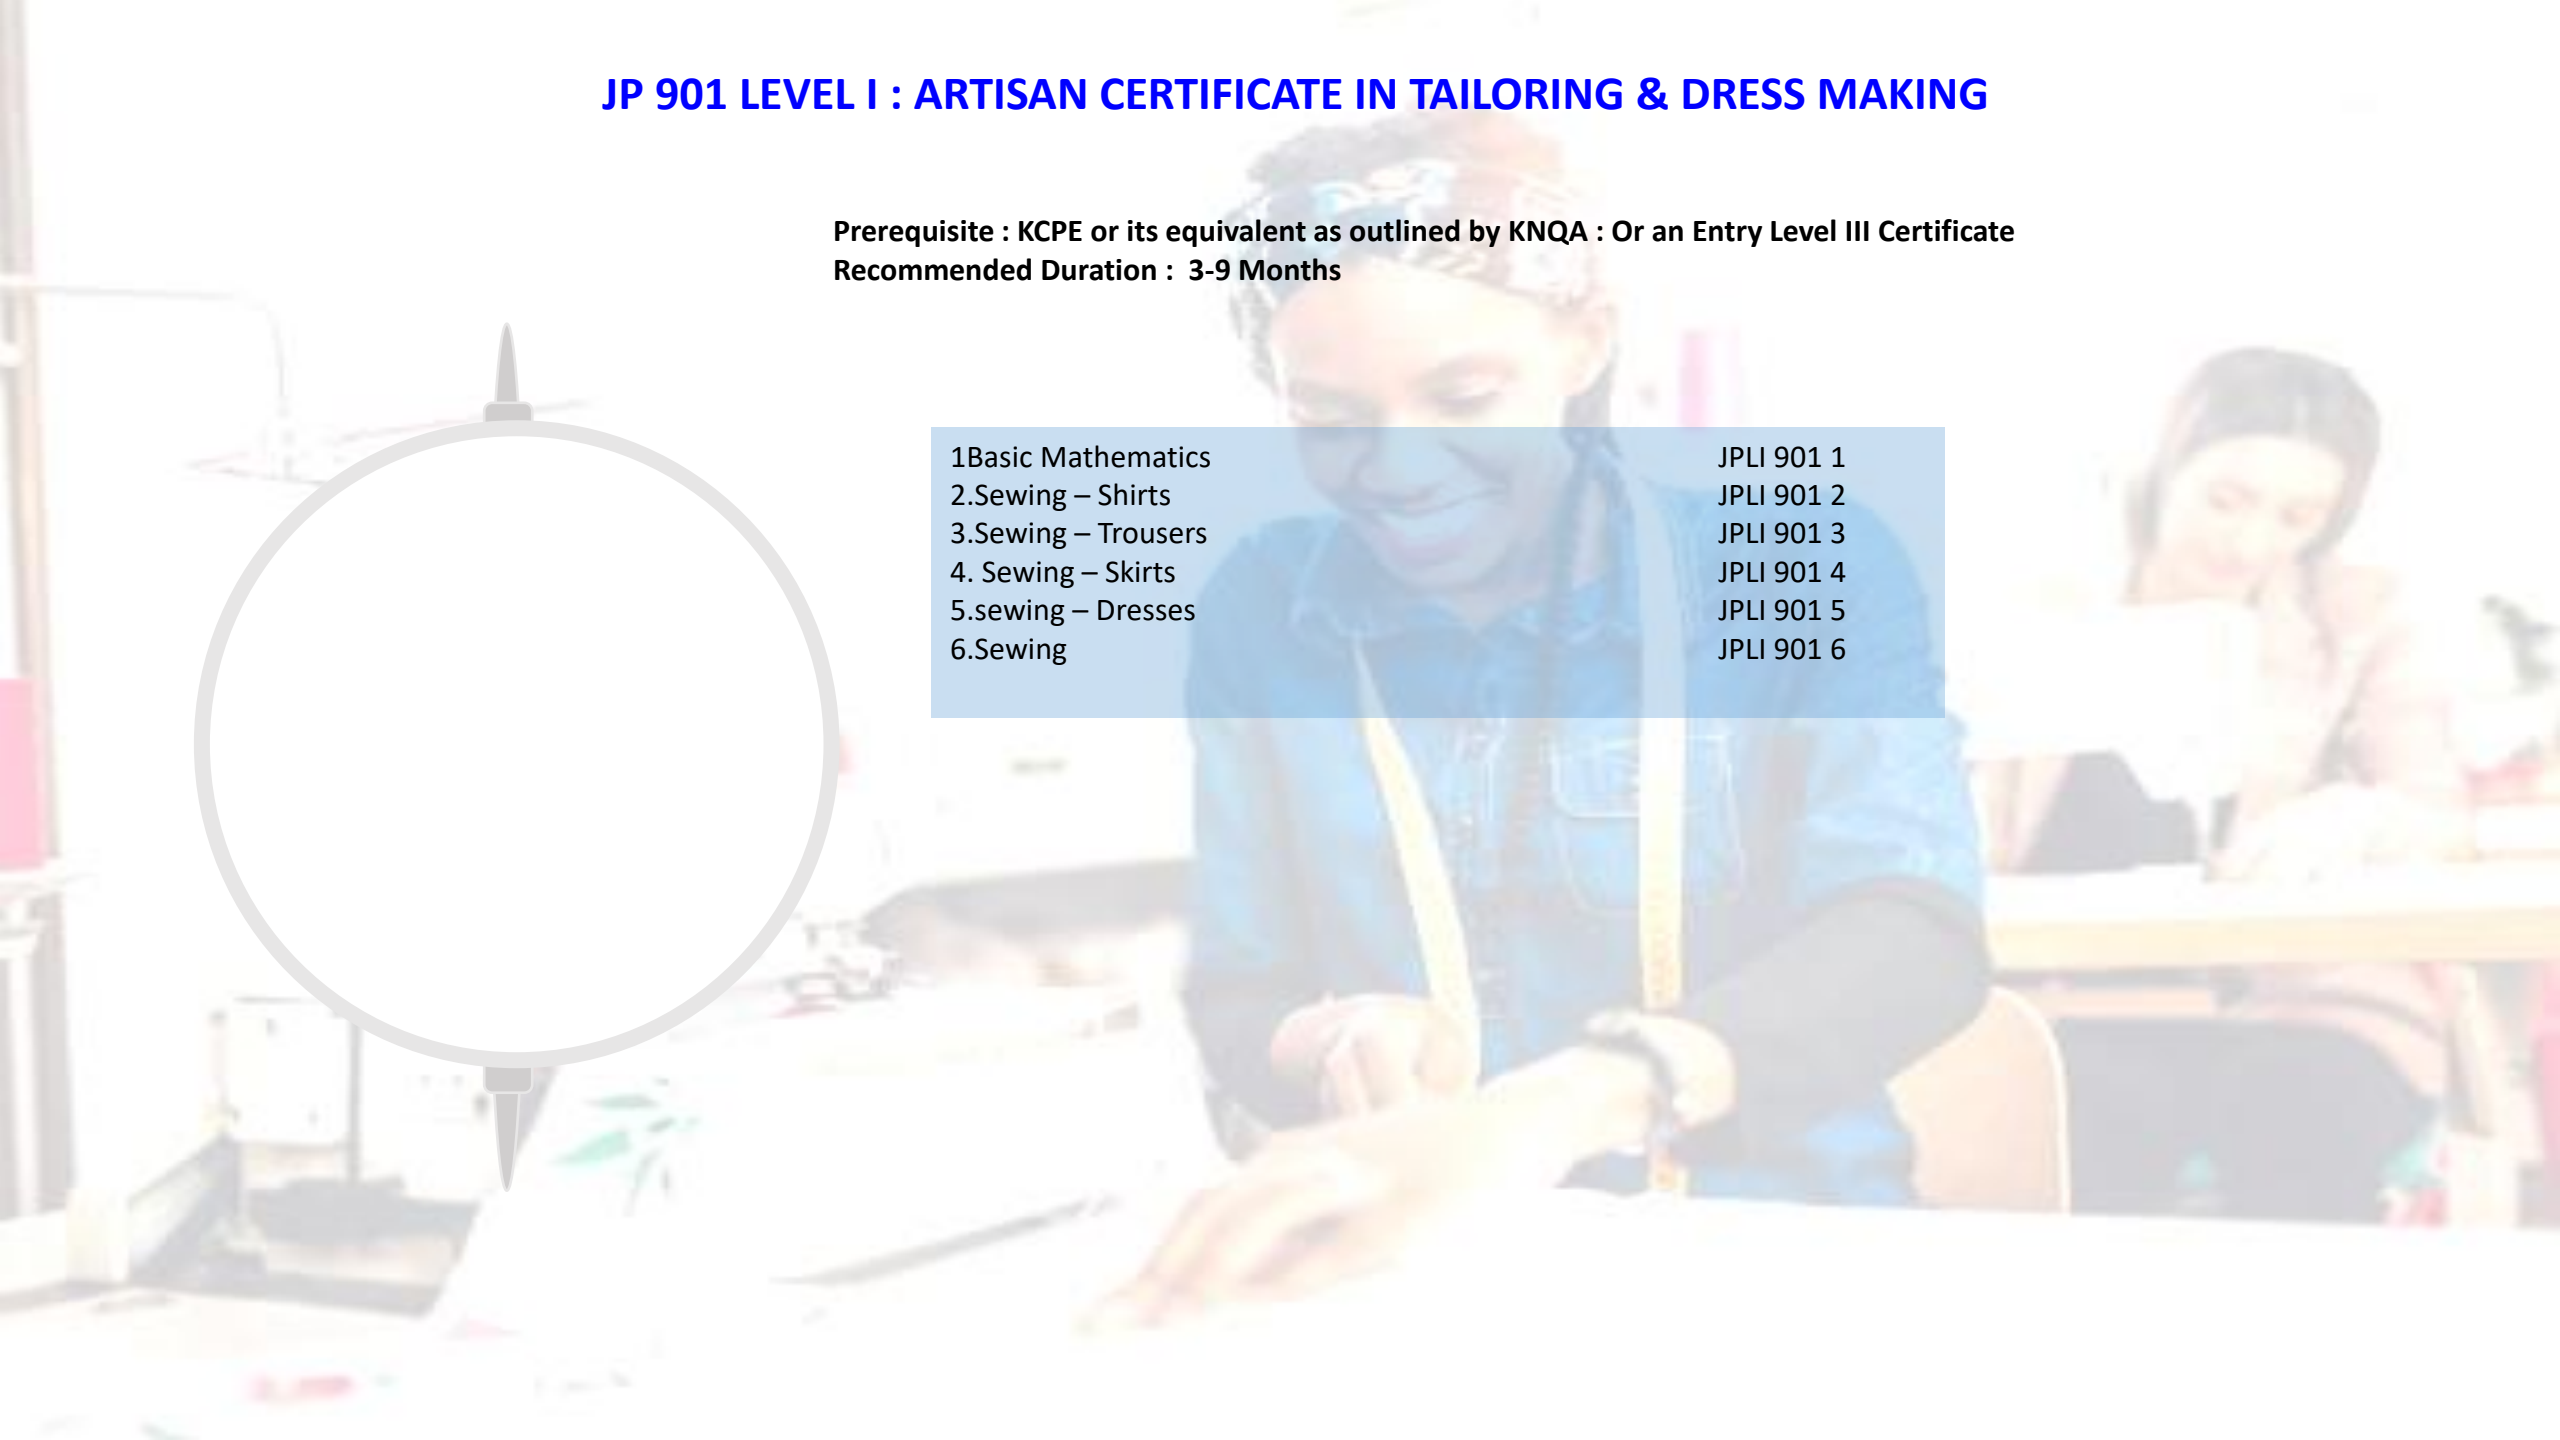 JP 901 LEVEL I : ARTISAN CERTIFICATE IN TAILORING & DRESS MAKING
Prerequisite : KCPE or its equivalent as outlined by KNQA : Or an Entry Level III Certificate
Recommended Duration :  3-9 Months
1Basic Mathematics JPLI 901 1
2.Sewing – Shirts JPLI 901 2
3.Sewing – Trousers JPLI 901 3
4. Sewing – Skirts JPLI 901 4
5.sewing – Dresses JPLI 901 5
6.Sewing JPLI 901 6